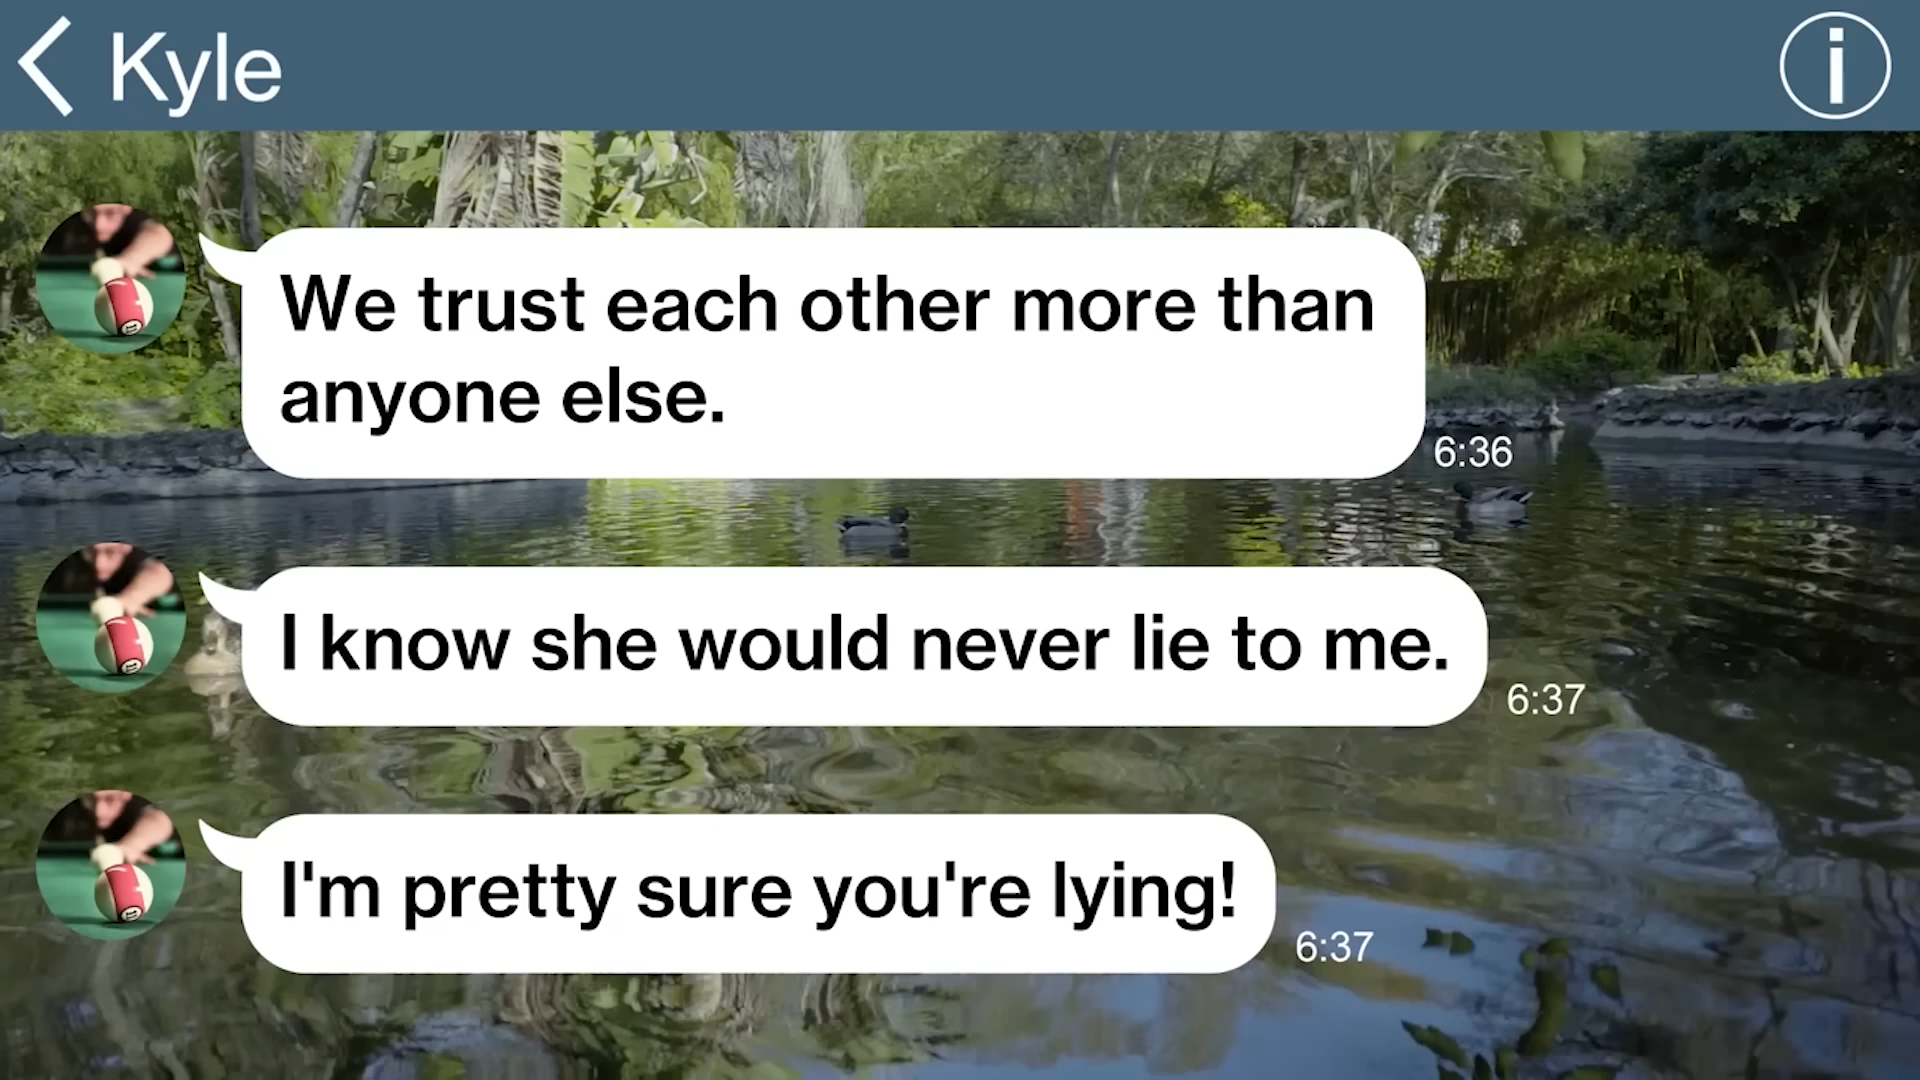 Kyle
We trust each other more than
anyone else.
6:36
I know she would never lie to me.
6:37
I'm pretty sure you're lying!
6:37